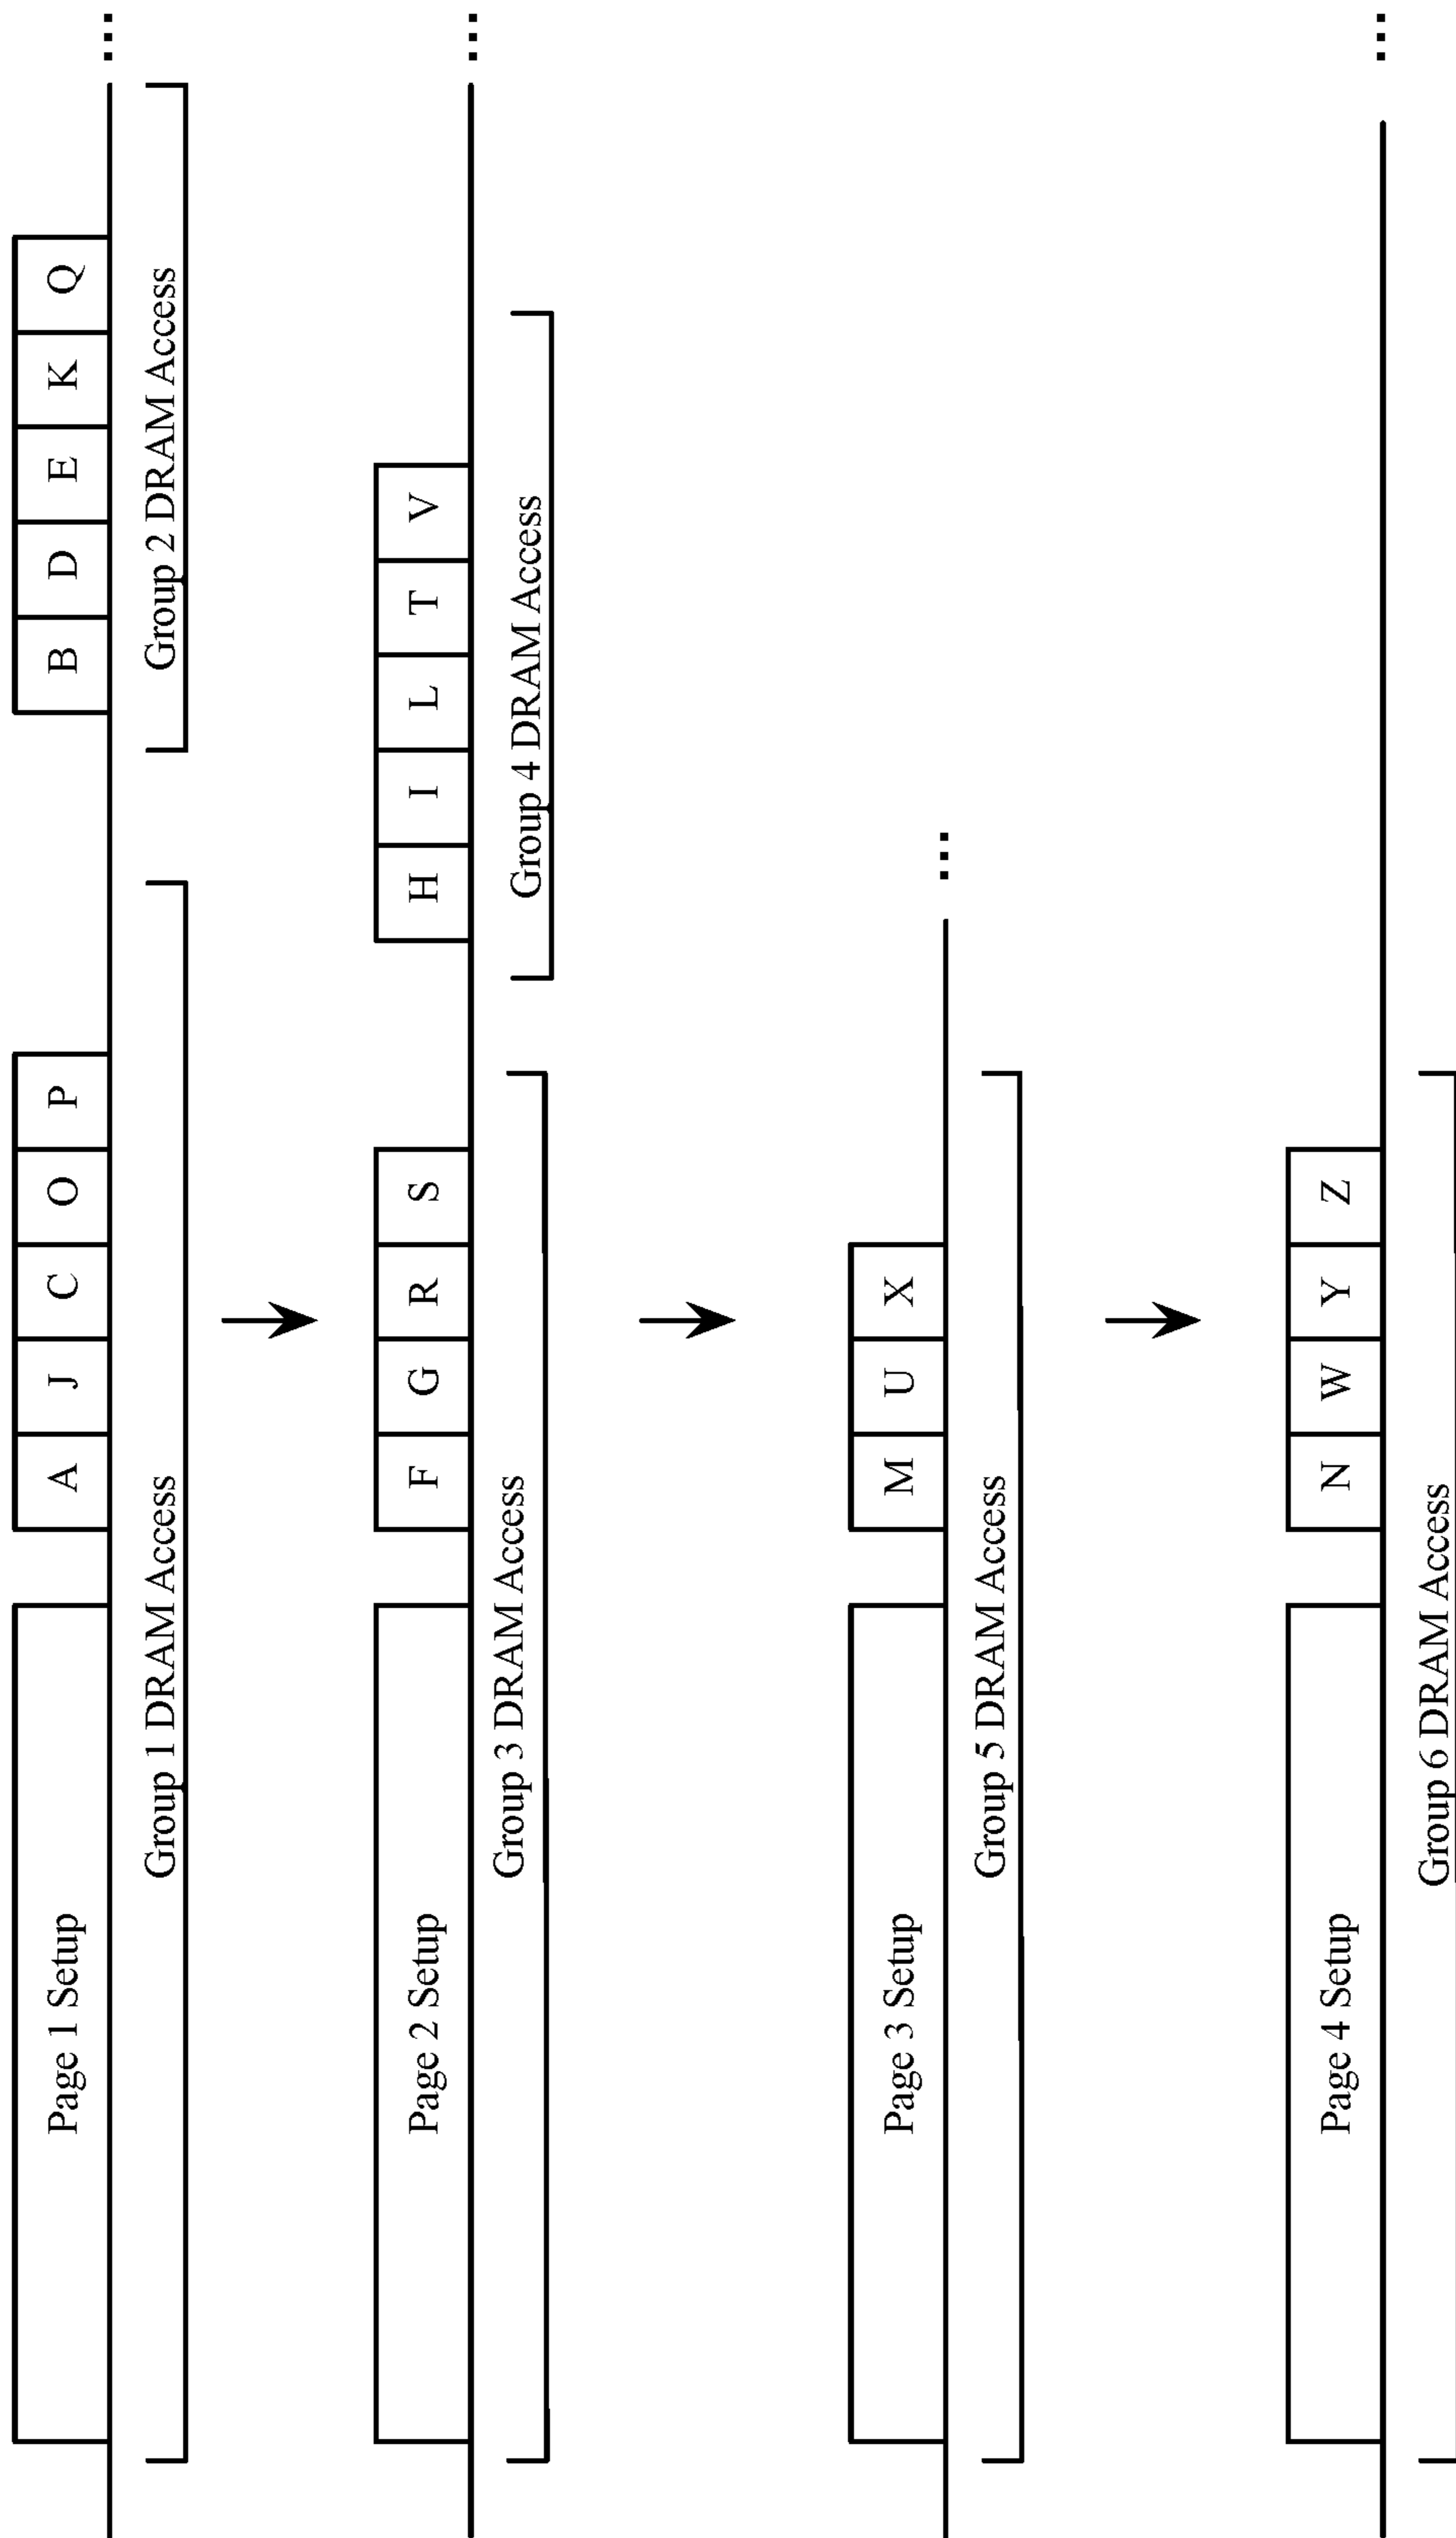 Page 1 Setup A J C O P B D E K Q ...
Group 1 DRAM Access Group 2 DRAM Access
Page 2 Setup F G R S H I L T V ...
Group 3 DRAM Access Group 4 DRAM Access
Page 3 Setup M U X ...
Group 5 DRAM Access
Page 4 Setup N W Y Z ...
Group 6 DRAM Access